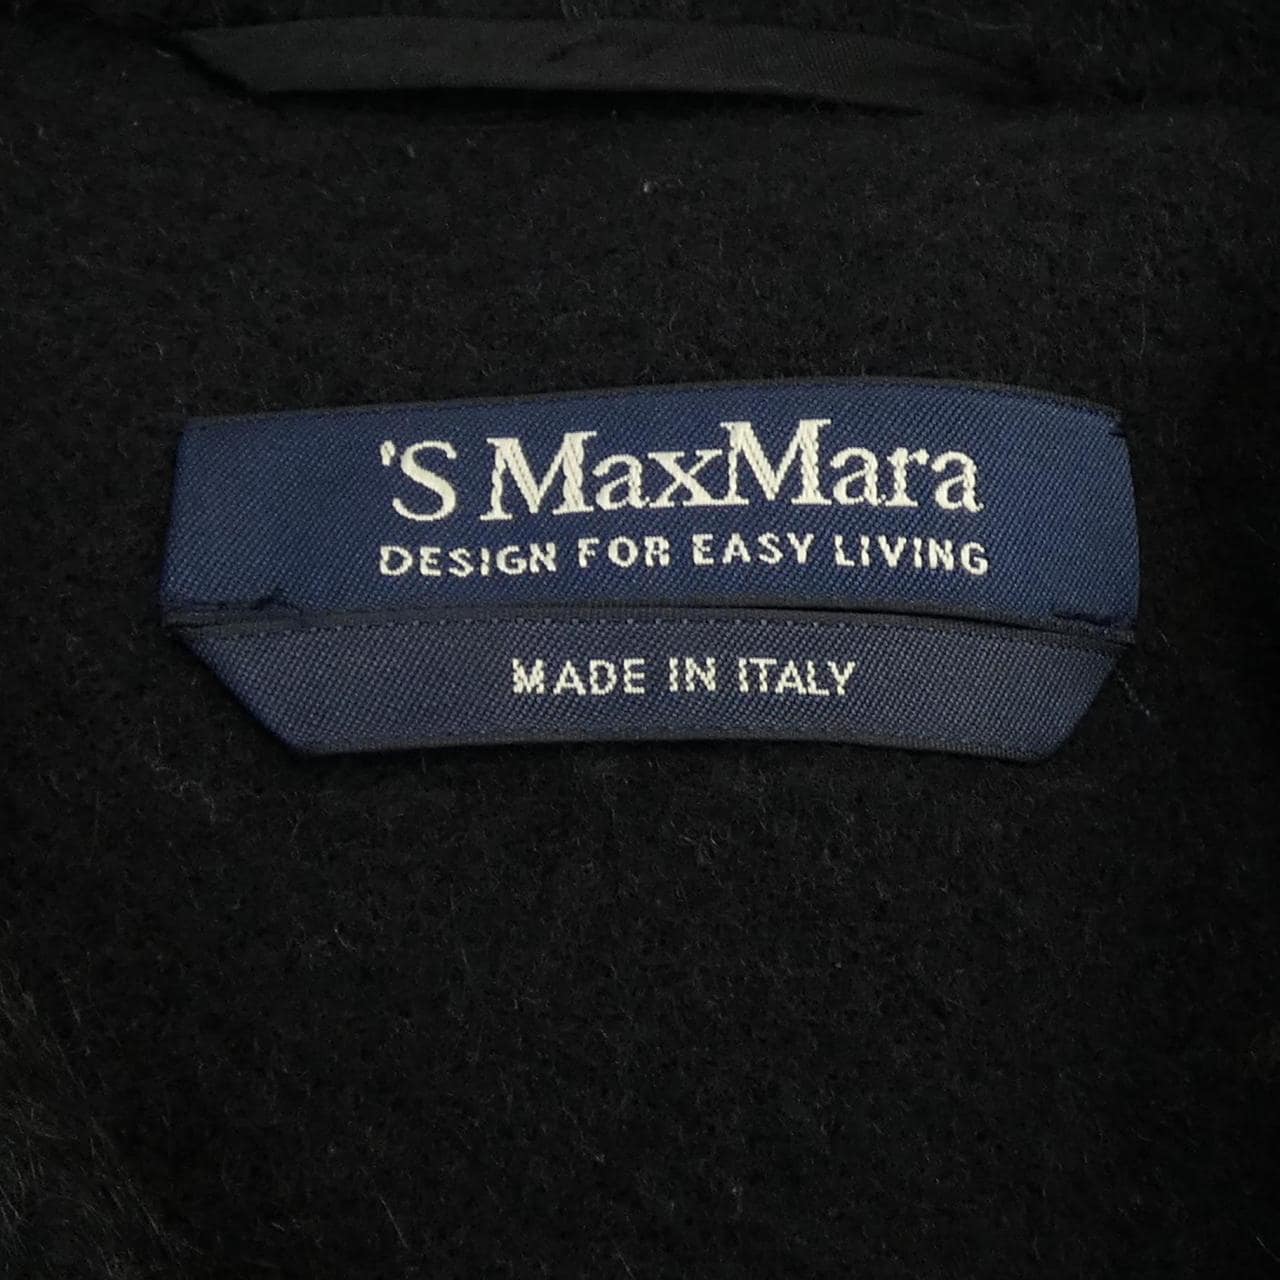 'S MaxMara
DESIGN FOR EASY LIVING
MADE IN ITALY